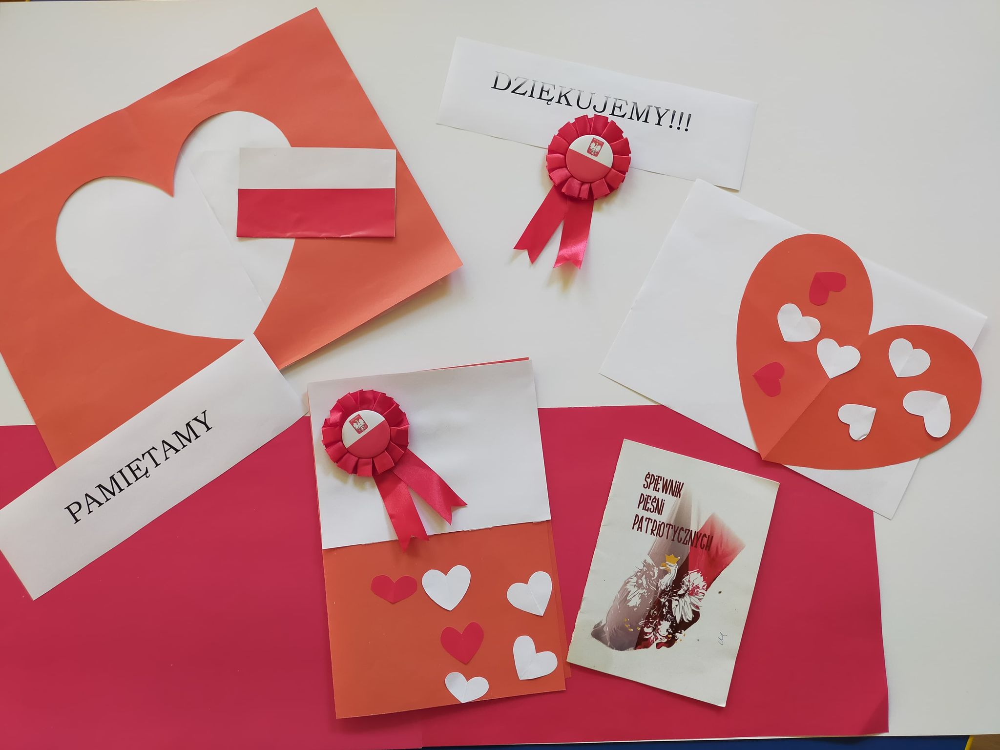 DZIĘKUJEMY!!!
PAMIĘTAMY
ŚPIEWNIK
PIEŚNI
PATRIOTYCZNYCH